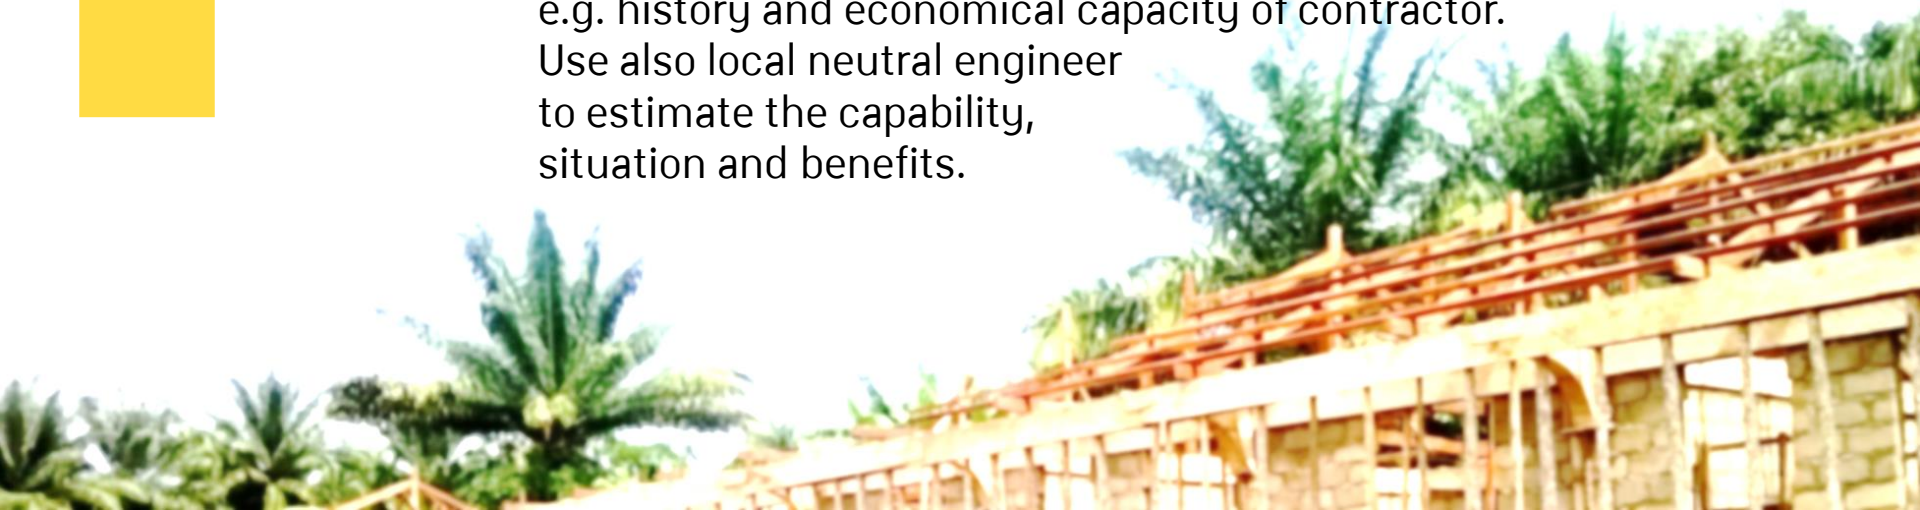 e.g. history and economical capacity of contractor.
Use also local neutral engineer
to estimate the capability,
situation and benefits.